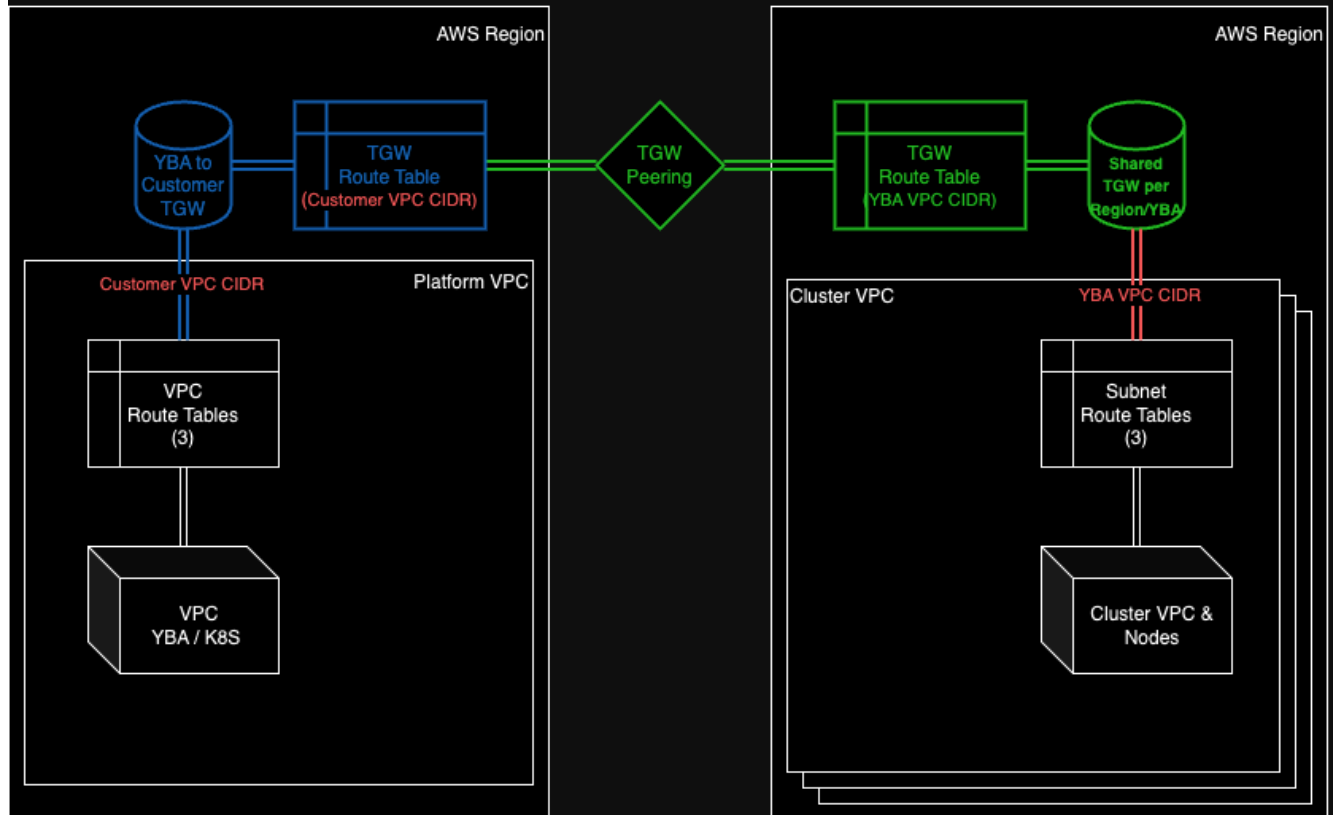 AWS Region
YBA to
Customer
TGW
TGW
Route Table
(Customer VPC CIDR)
Customer VPC CIDR
Platform VPC
VPC
Route Tables
(3)
VPC
YBA / K8S
TGW
Peering
AWS Region
TGW
Route Table
(YBA VPC CIDR)
Shared
TGW per
Region/YBA
Cluster VPC
YBA VPC CIDR
Subnet
Route Tables
(3)
Cluster VPC &
Nodes